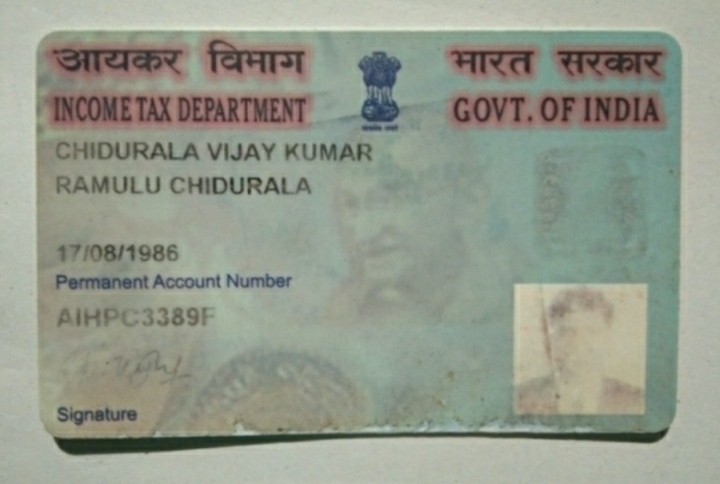 आयकर विभाग भारत सरकार
INCOME TAX DEPARTMENT GOVT. OF INDIA
CHIDURALA VIJAY KUMAR
RAMULU CHIDURALA
17/08/1986
Permanent Account Number
AIHPC3389F
Signature